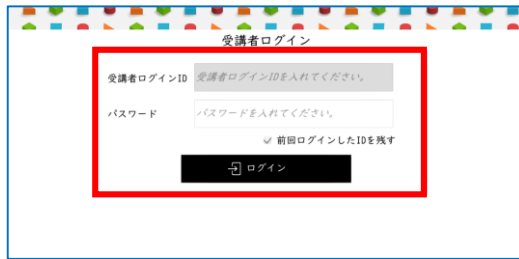 受講者ログイン
受講者ログインID
受講者ログインIDを入れてください。
パスワード
パスワードを入れてください。
前回ログインしたIDを残す
ログイン